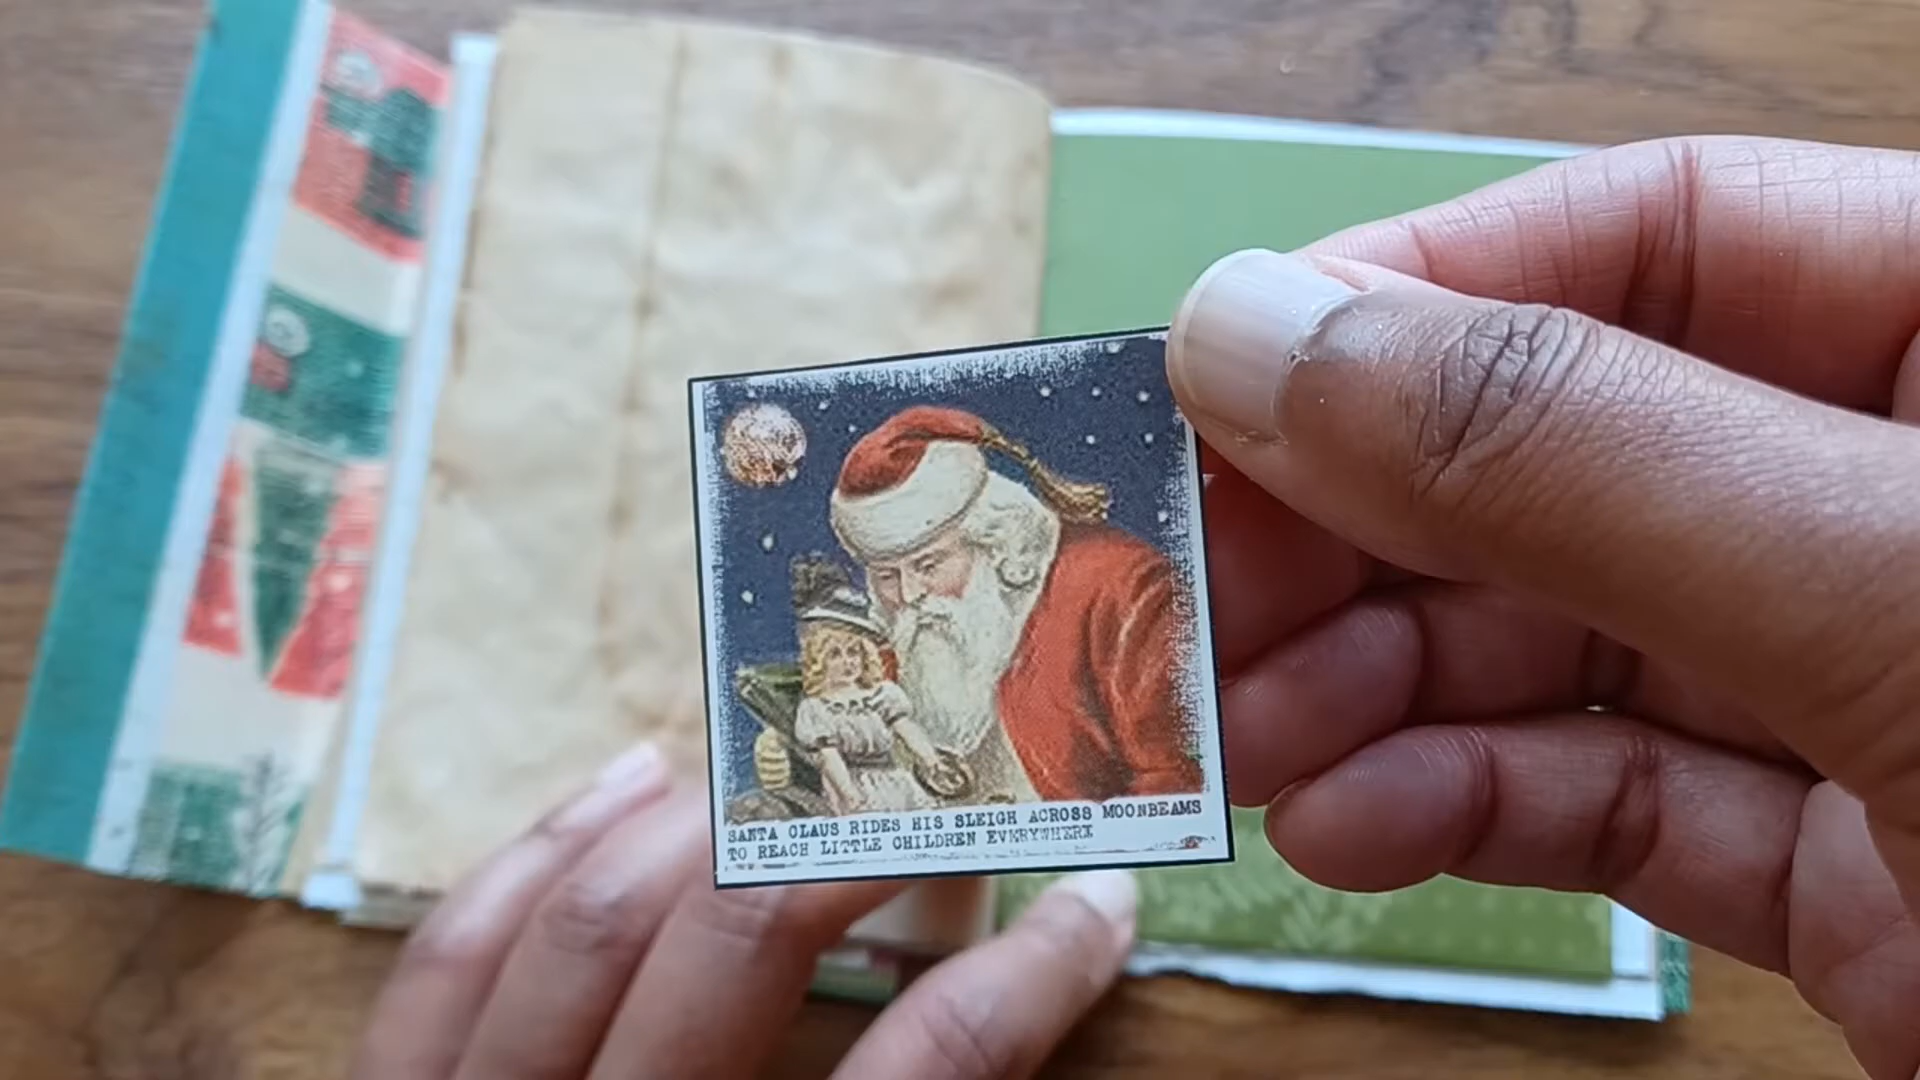 SANTA CLAUS RIDES HIS SLEIGH ACROSS MOONBEAMS
TO REACH LITTLE CHILDREN EVERYWHERE